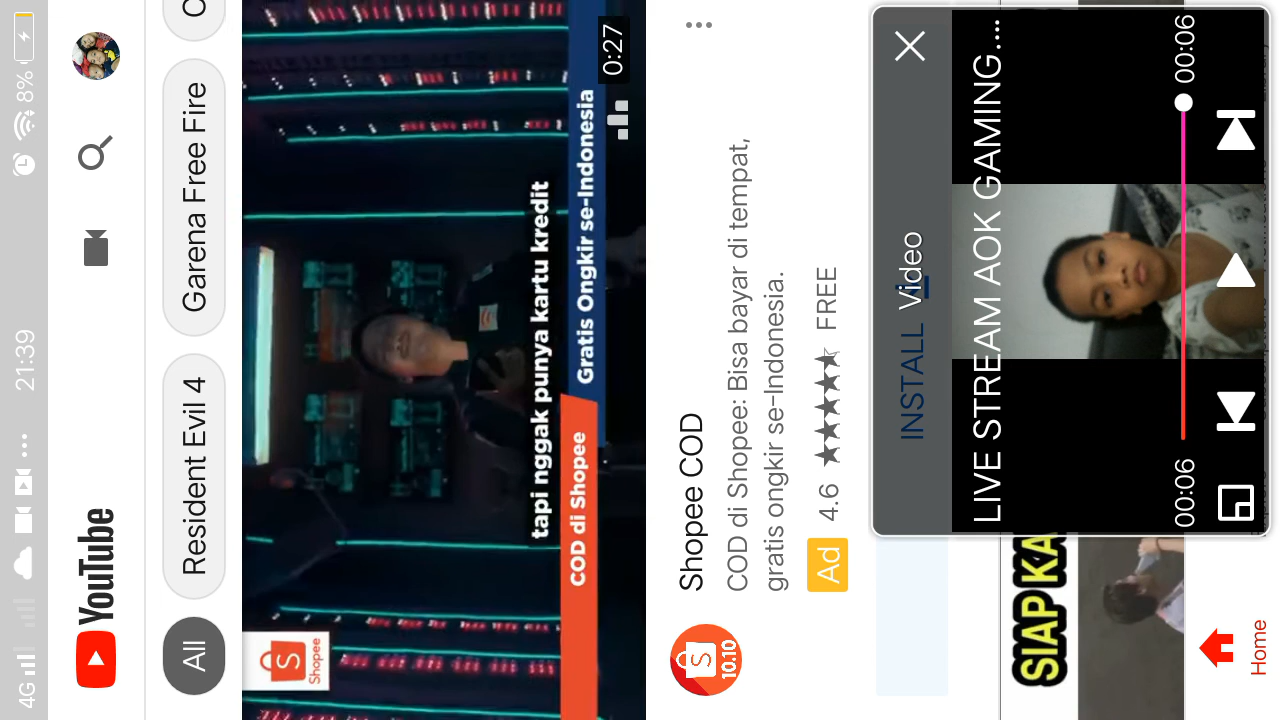 4G
21:39
8%
YouTube
All
Resident Evil 4
Garena Free Fire
Shopee
tapi nggak punya kartu kredit
COD di Shopee
Gratis Ongkir se-Indonesia
0:27
10.10
Shopee COD
COD di Shopee: Bisa bayar di tempat,
gratis ongkir se-Indonesia.
Ad 4.6 FREE
INSTALL
Video
LIVE STREAM AOK GAMING...
00:06
00:06
SIAP KA
Home